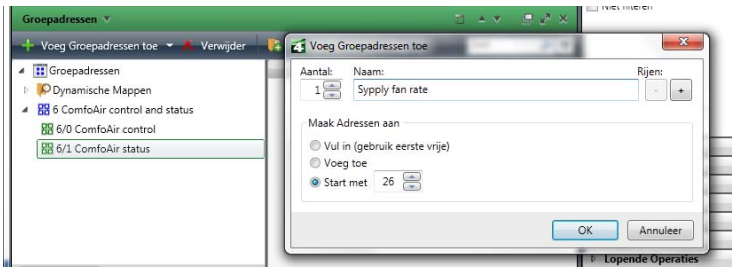 Groepadressen
Niet filteren
Voeg Groepadressen toe
Verwijder
Groepadressen
Dynamische Mappen
6 ComfoAir control and status
6/0 ComfoAir control
6/1 ComfoAir status
4 Voeg Groepadressen toe
Aantal: Naam: Rijen:
1 Sypply fan rate - +
Maak Adressen aan
Vul in (gebruik eerste vrije)
Voeg toe
Start met 26
OK Annuleer
Lopende Operaties